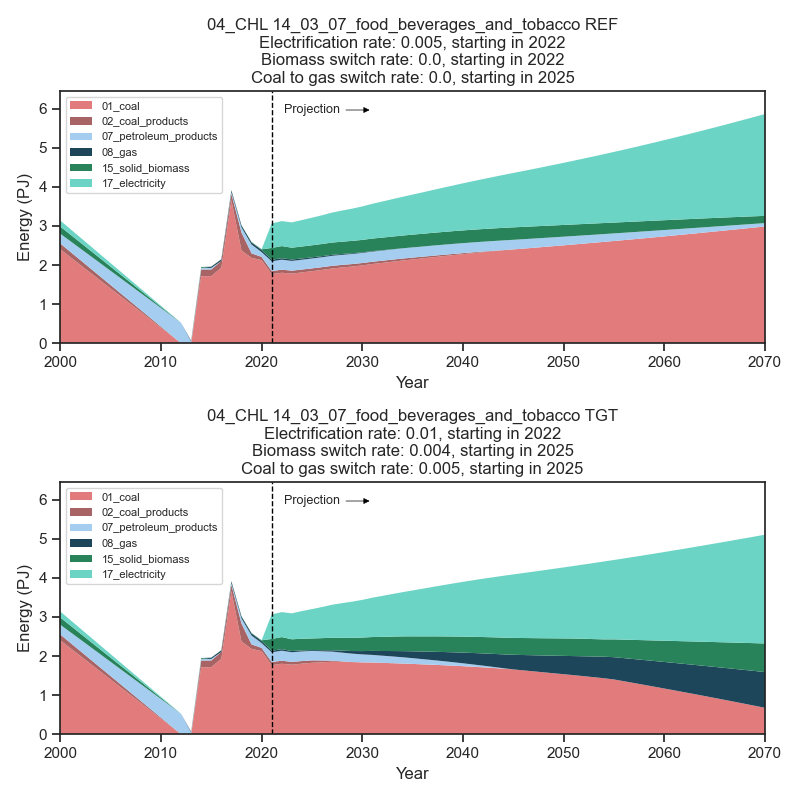 04_CHL 14_03_07_food_beverages_and_tobacco REF
Electrification rate: 0.005, starting in 2022
Biomass switch rate: 0.0, starting in 2022
Coal to gas switch rate: 0.0, starting in 2025
Energy (PJ)
6
5
4
3
2
1
0
01_coal
02_coal_products
07_petroleum_products
08_gas
15_solid_biomass
17_electricity
Projection
2000 2010 2020 2030 2040 2050 2060 2070
Year
04_CHL 14_03_07_food_beverages_and_tobacco TGT
Electrification rate: 0.01, starting in 2022
Biomass switch rate: 0.004, starting in 2025
Coal to gas switch rate: 0.005, starting in 2025
Energy (PJ)
6
5
4
3
2
1
0
01_coal
02_coal_products
07_petroleum_products
08_gas
15_solid_biomass
17_electricity
Projection
2000 2010 2020 2030 2040 2050 2060 2070
Year